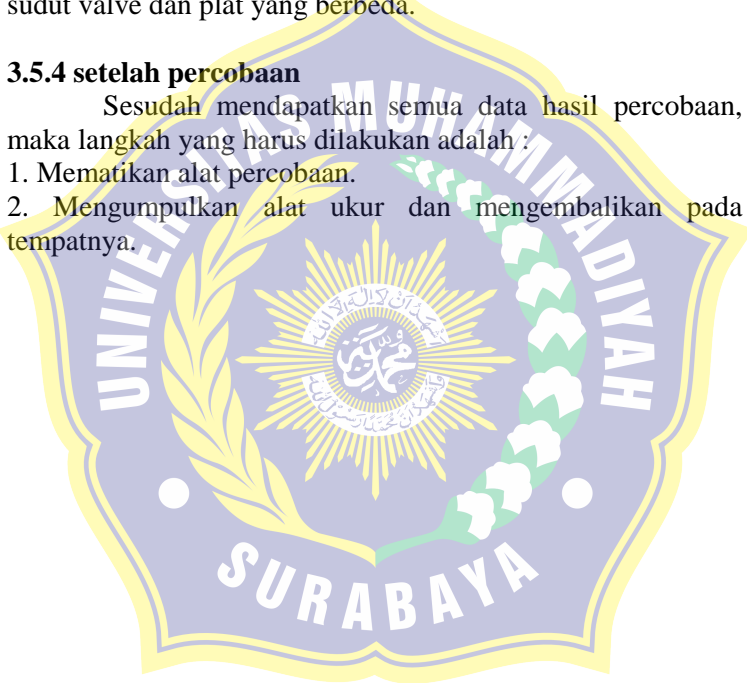 sudut valve dan plat yang berbeda.
3.5.4 setelah percobaan
Sesudah mendapatkan semua data hasil percobaan,
maka langkah yang harus dilakukan adalah :
1. Mematikan alat percobaan.
2. Mengumpulkan alat ukur dan mengembalikan pada
tempatnya.
UNIVERSITAS MUHAMMADIYAH
SURABAYA
محمد